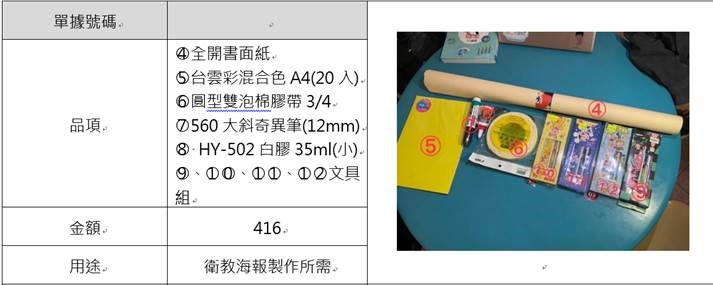 單據號碼
品項
④全開書面紙
⑤台雲彩混合色 A4(20 入)
⑥圓型雙泡棉膠帶 3/4
⑦560 大斜奇異筆(12mm)
⑧ HY-502 白膠 35ml(小)
⑨、⑩、⑪、⑫文具
組
金額
416
用途
衛教海報製作所需
④
⑤
⑥
⑨